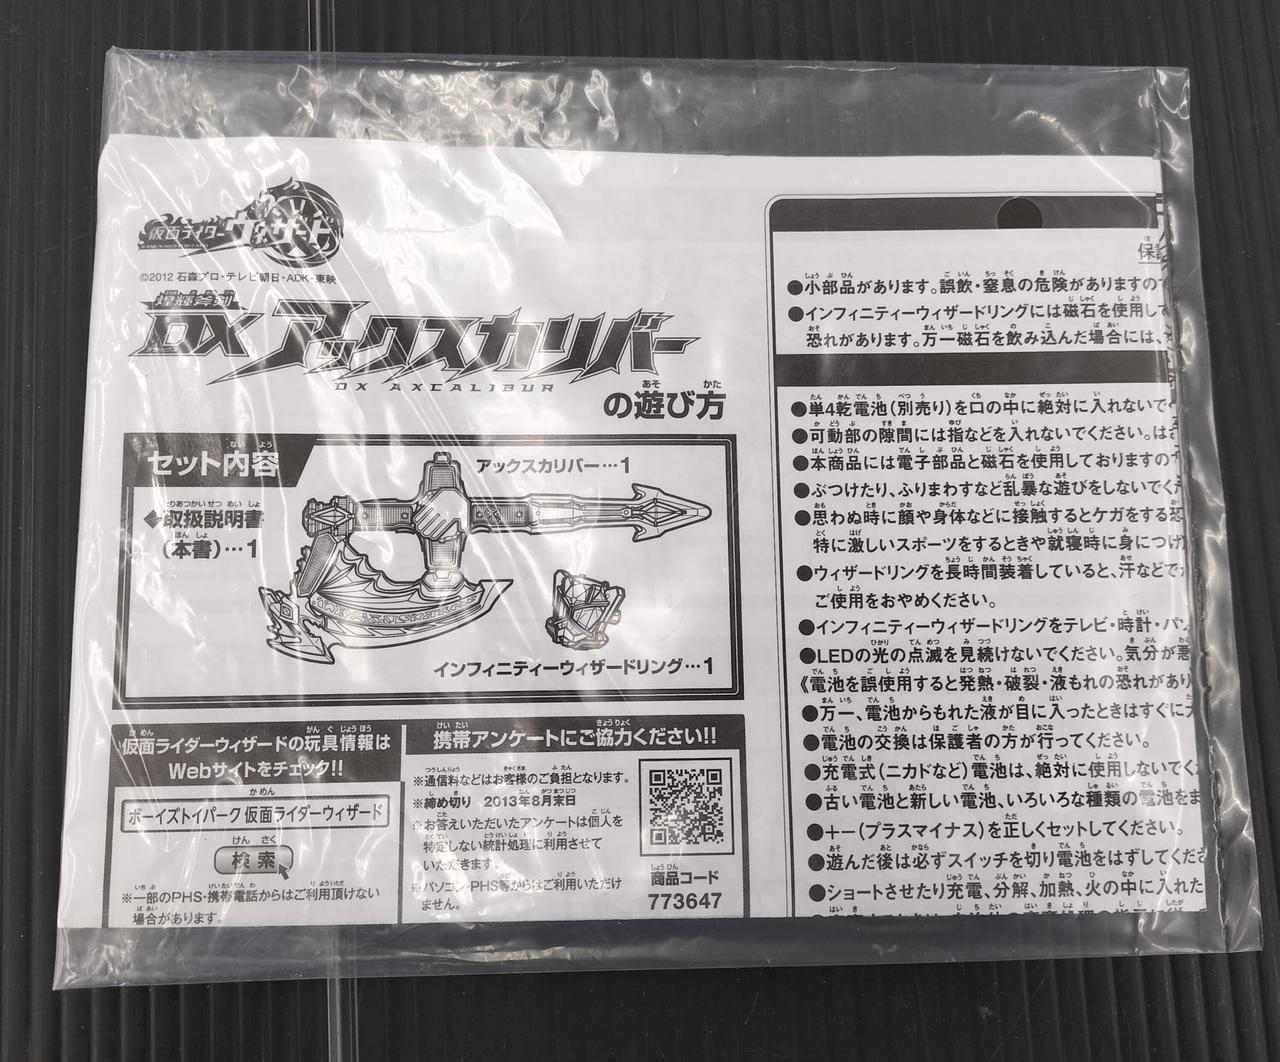 仮面ライダーウィザード
KAMEN RIDER WIZARD
©2012 石森プロ・テレビ朝日・ADK・東映
煌輝斧剣
DX アックスカリバー
DX AXCALIBUR
の遊び方
セット内容
◆取扱説明書
(本書)…1
アックスカリバー…1
インフィニティーウィザードリング…1
仮面ライダーウィザードの玩具情報は
Webサイトをチェック!!
ボーイズトイパーク 仮面ライダーウィザード
検索
※一部のPHS・携帯電話からはご利用頂けない
場合があります。
携帯アンケートにご協力ください!!
※通信料などはお客様のご負担となります。
※締め切り 2013年8月末日
※お答えいただいたアンケートは個人を
特定しない統計処理に利用させて
いただきます。
※パソコン・PHS等からはご利用いただけ
ません。
商品コード
773647
保護
●小部品があります。誤飲・窒息の危険がありますので
●インフィニティーウィザードリングには磁石を使用して
恐れがあります。万一磁石を飲み込んだ場合には、
●単4乾電池(別売り)を口の中に絶対に入れないで
●可動部の隙間には指などを入れないでください。はさ
●本商品には電子部品と磁石を使用しておりますので
●ぶつけたり、ふりまわすなど乱暴な遊びをしないでく
●思わぬ時に顔や身体などに接触するとケガをする恐
特に激しいスポーツをするときや就寝時に身につけ
●ウィザードリングを長時間装着していると、汗などで
ご使用をおやめください。
●インフィニティーウィザードリングをテレビ・時計・パソ
●LEDの光の点滅を見続けないでください。気分が悪
《電池を誤使用すると発熱・破裂・液もれの恐れがあり
●万一、電池からもれた液が目に入ったときはすぐに大
●電池の交換は保護者の方が行ってください。
●充電式(ニカドなど)電池は、絶対に使用しないでく
●古い電池と新しい電池、いろいろな種類の電池をま
●+−(プラスマイナス)を正しくセットしてください。
●遊んだ後は必ずスイッチを切り電池をはずしてくださ
●ショートさせたり充電、分解、加熱、火の中に入れた